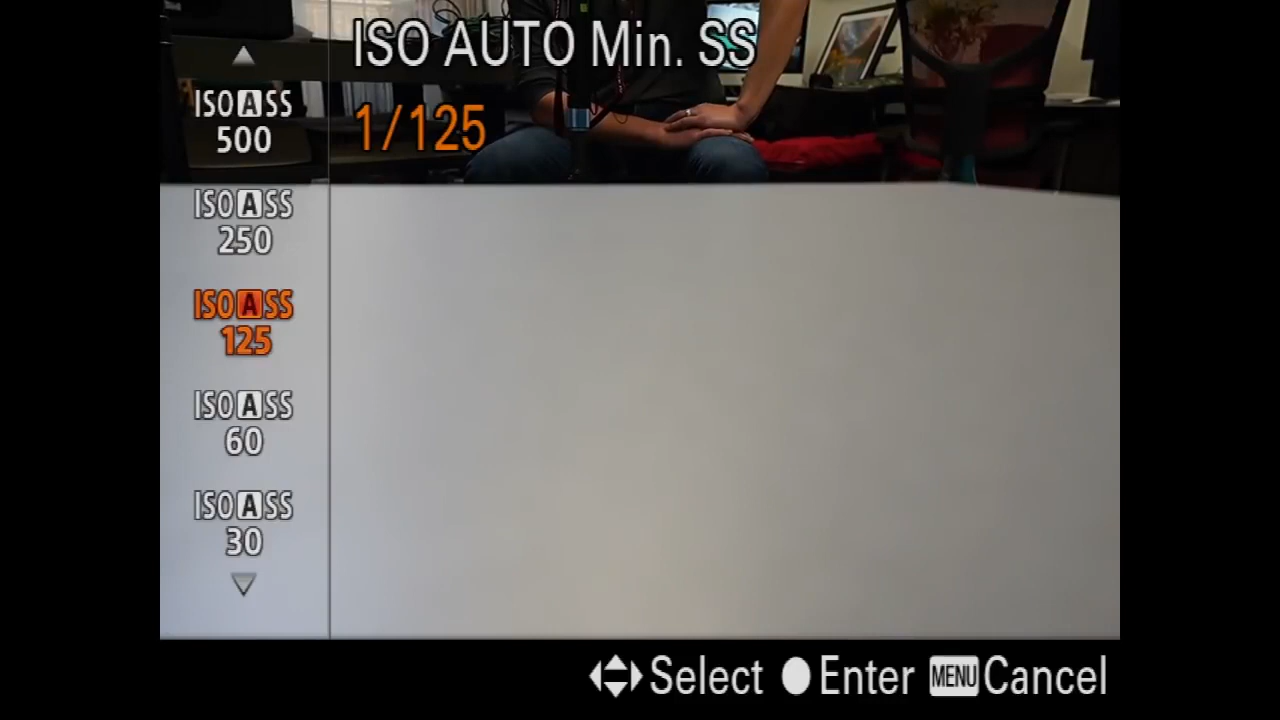 ISO AUTO Min. SS
1/125
ISO A SS
500
ISO A SS
250
ISO A SS
125
ISO A SS
60
ISO A SS
30
Select Enter MENU Cancel